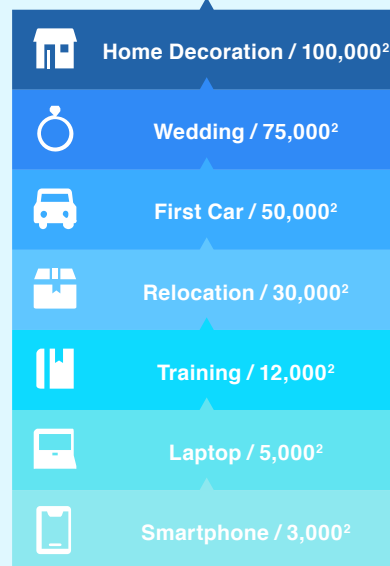 Home Decoration / 100,000²
Wedding / 75,000²
First Car / 50,000²
Relocation / 30,000²
Training / 12,000²
Laptop / 5,000²
Smartphone / 3,000²